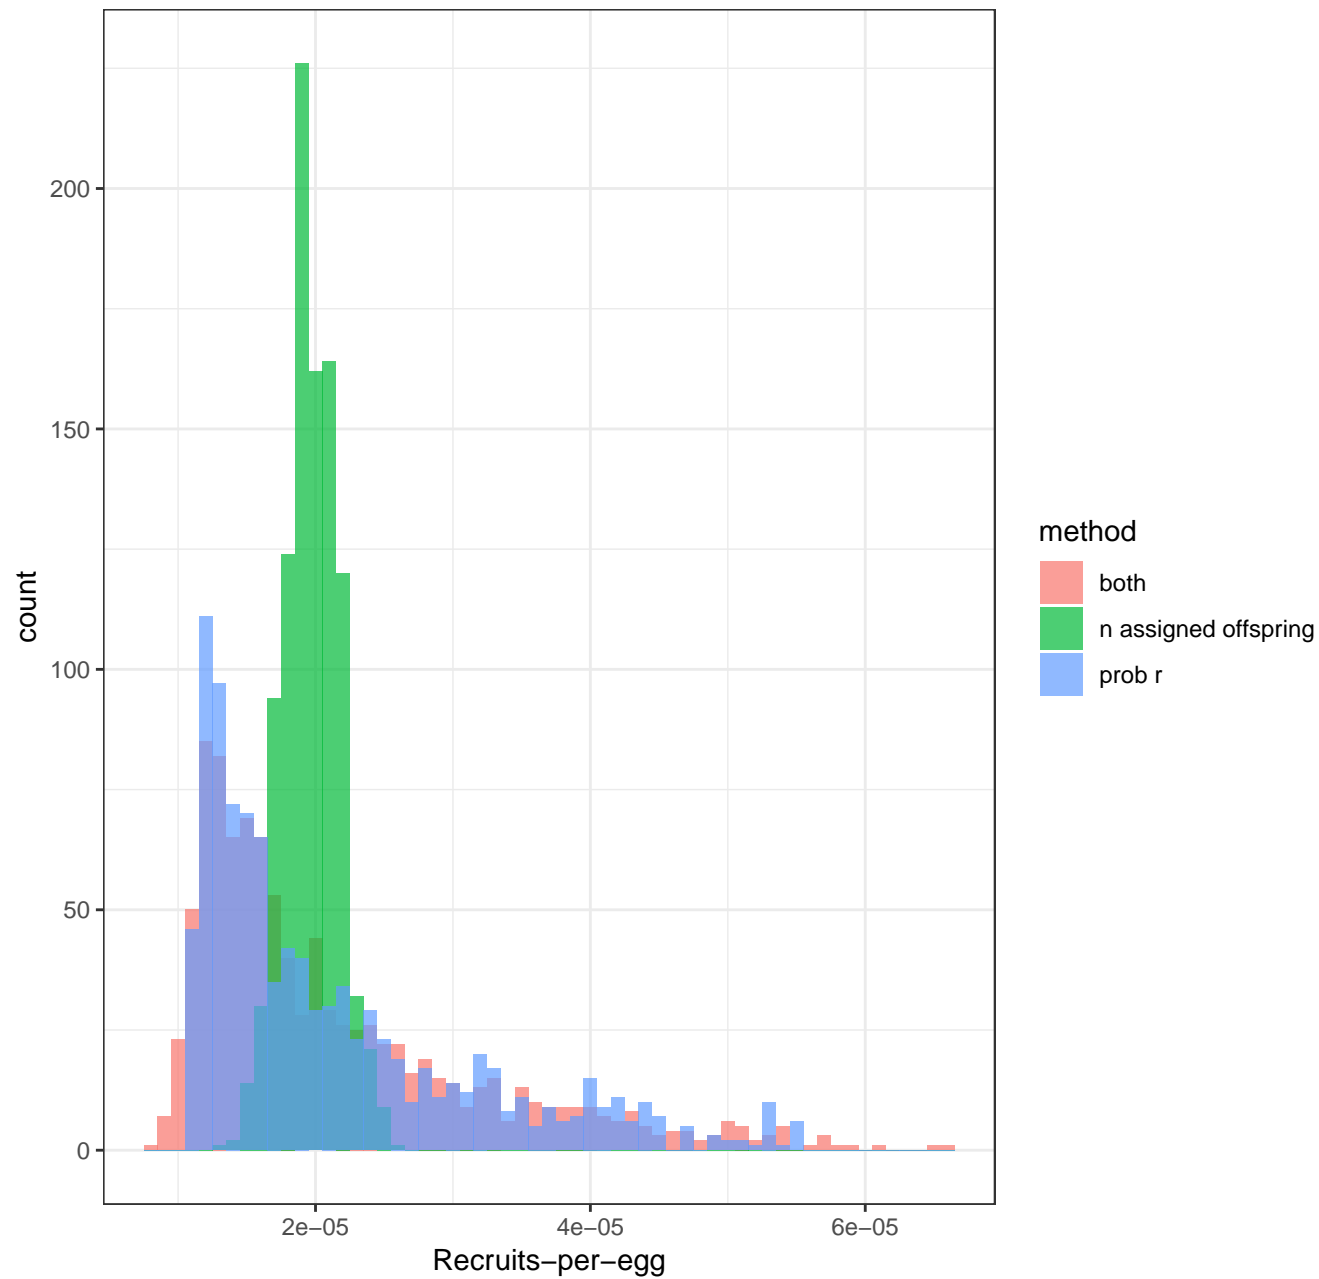 200
150
100
50
0
count
2e−05
4e−05
6e−05
Recruits−per−egg
method
both
n assigned offspring
prob r